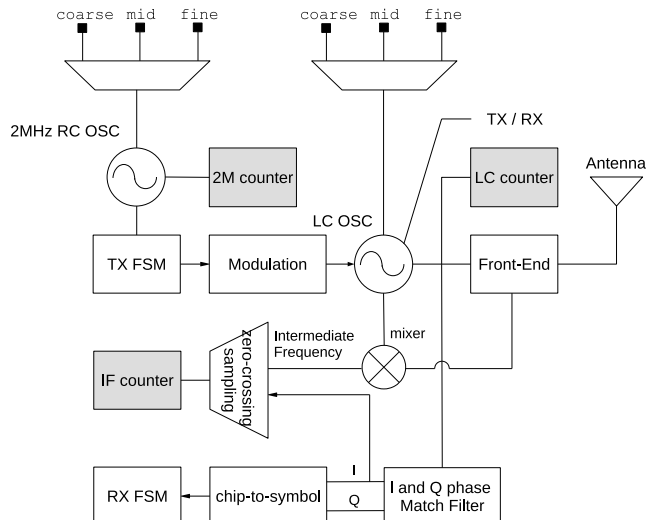 coarse mid fine
coarse mid fine
2MHz RC OSC
TX / RX
Antenna
2M counter
LC counter
LC OSC
TX FSM
Modulation
Front-End
Intermediate
Frequency
mixer
zero-crossing
sampling
IF counter
I
Q
RX FSM
chip-to-symbol
I and Q phase
Match Filter